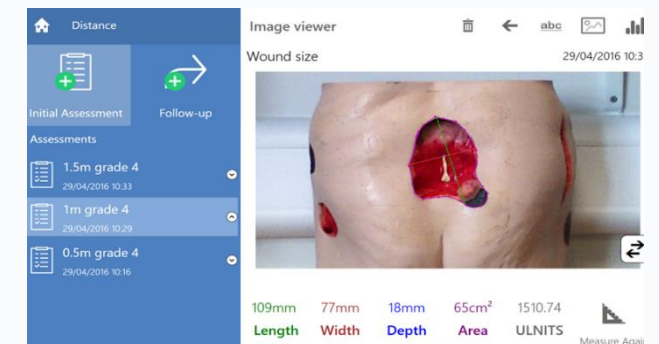 Distance
Initial Assessment
Follow-up
Assessments
1.5m grade 4
29/04/2016 10:33
1m grade 4
29/04/2016 10:29
0.5m grade 4
29/04/2016 10:16
Image viewer
abc
Wound size
29/04/2016 10:3
109mm 77mm 18mm 65cm² 1510.74
Length Width Depth Area ULNITS
Measure Again